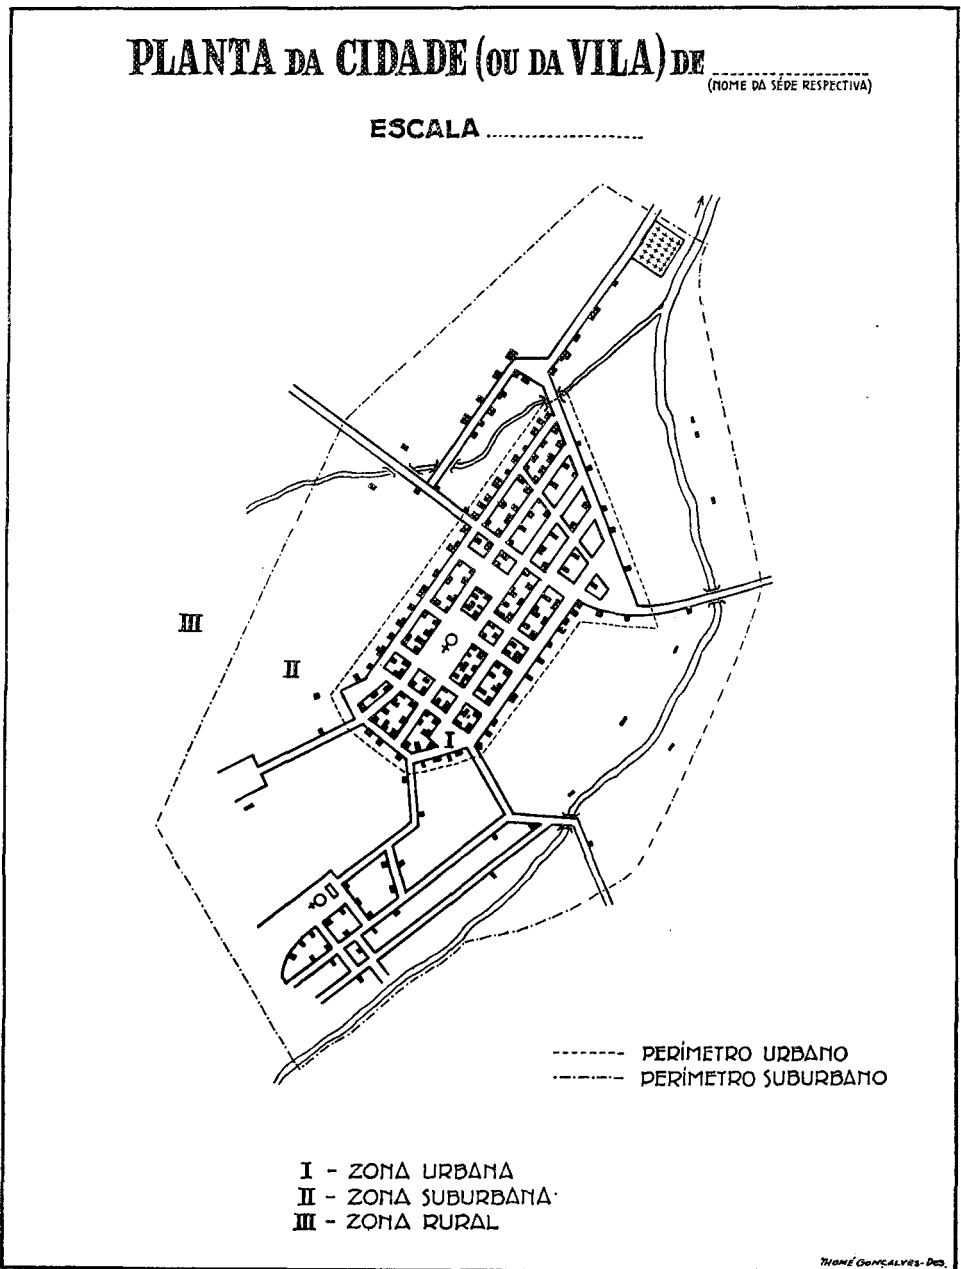 PLANTA DA CIDADE (OU DA VILA) DE
(NOME DA SÉDE RESPECTIVA)
ESCALA
III
II
I
PERÍMETRO URBANO
PERÍMETRO SUBURBANO
I - ZONA URBANA
II - ZONA SUBURBANA
III - ZONA RURAL
THOMÉ GONÇALVES-DES.